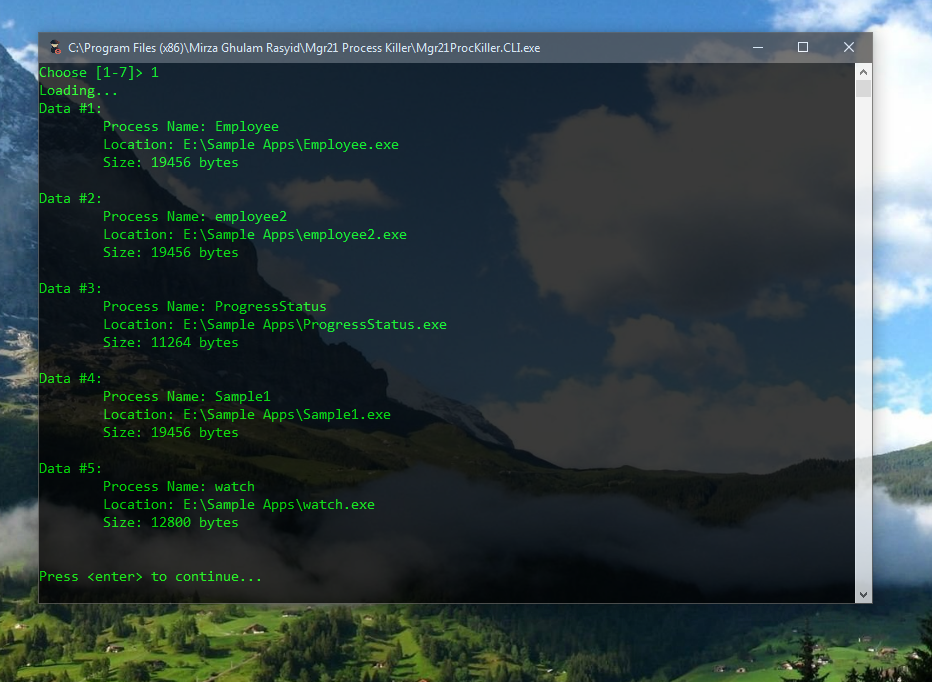 C:\Program Files (x86)\Mirza Ghulam Rasyid\Mgr21 Process Killer\Mgr21ProcKiller.CLI.exe
Choose [1-7]> 1
Loading...
Data #1:
Process Name: Employee
Location: E:\Sample Apps\Employee.exe
Size: 19456 bytes
Data #2:
Process Name: employee2
Location: E:\Sample Apps\employee2.exe
Size: 19456 bytes
Data #3:
Process Name: ProgressStatus
Location: E:\Sample Apps\ProgressStatus.exe
Size: 11264 bytes
Data #4:
Process Name: Sample1
Location: E:\Sample Apps\Sample1.exe
Size: 19456 bytes
Data #5:
Process Name: watch
Location: E:\Sample Apps\watch.exe
Size: 12800 bytes
Press <enter> to continue...